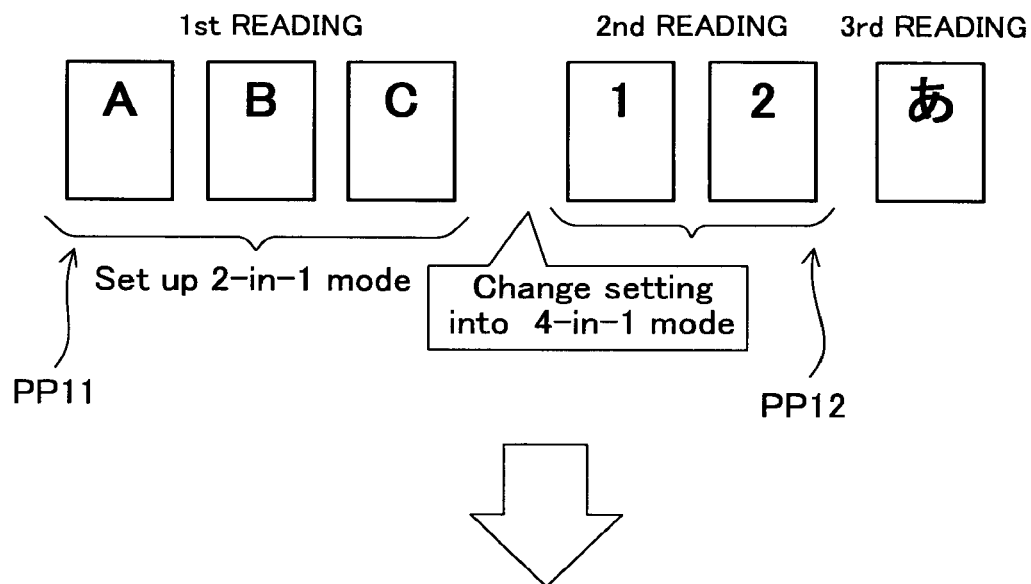 1st READING
2nd READING
3rd READING
A
B
C
1
2
あ
Set up 2-in-1 mode
Change setting
into 4-in-1 mode
PP11
PP12